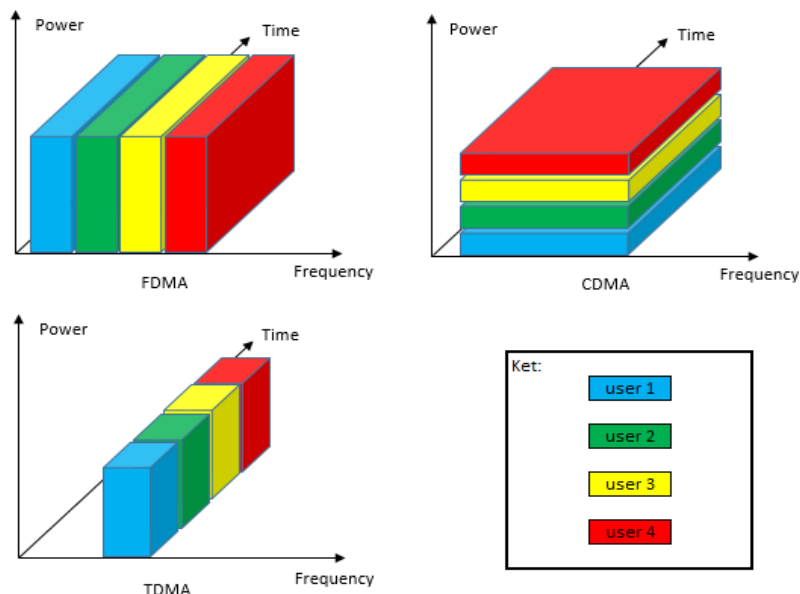 Power
Time
Frequency
FDMA
Power
Time
Frequency
CDMA
Power
Time
Frequency
TDMA
Ket:
user 1
user 2
user 3
user 4